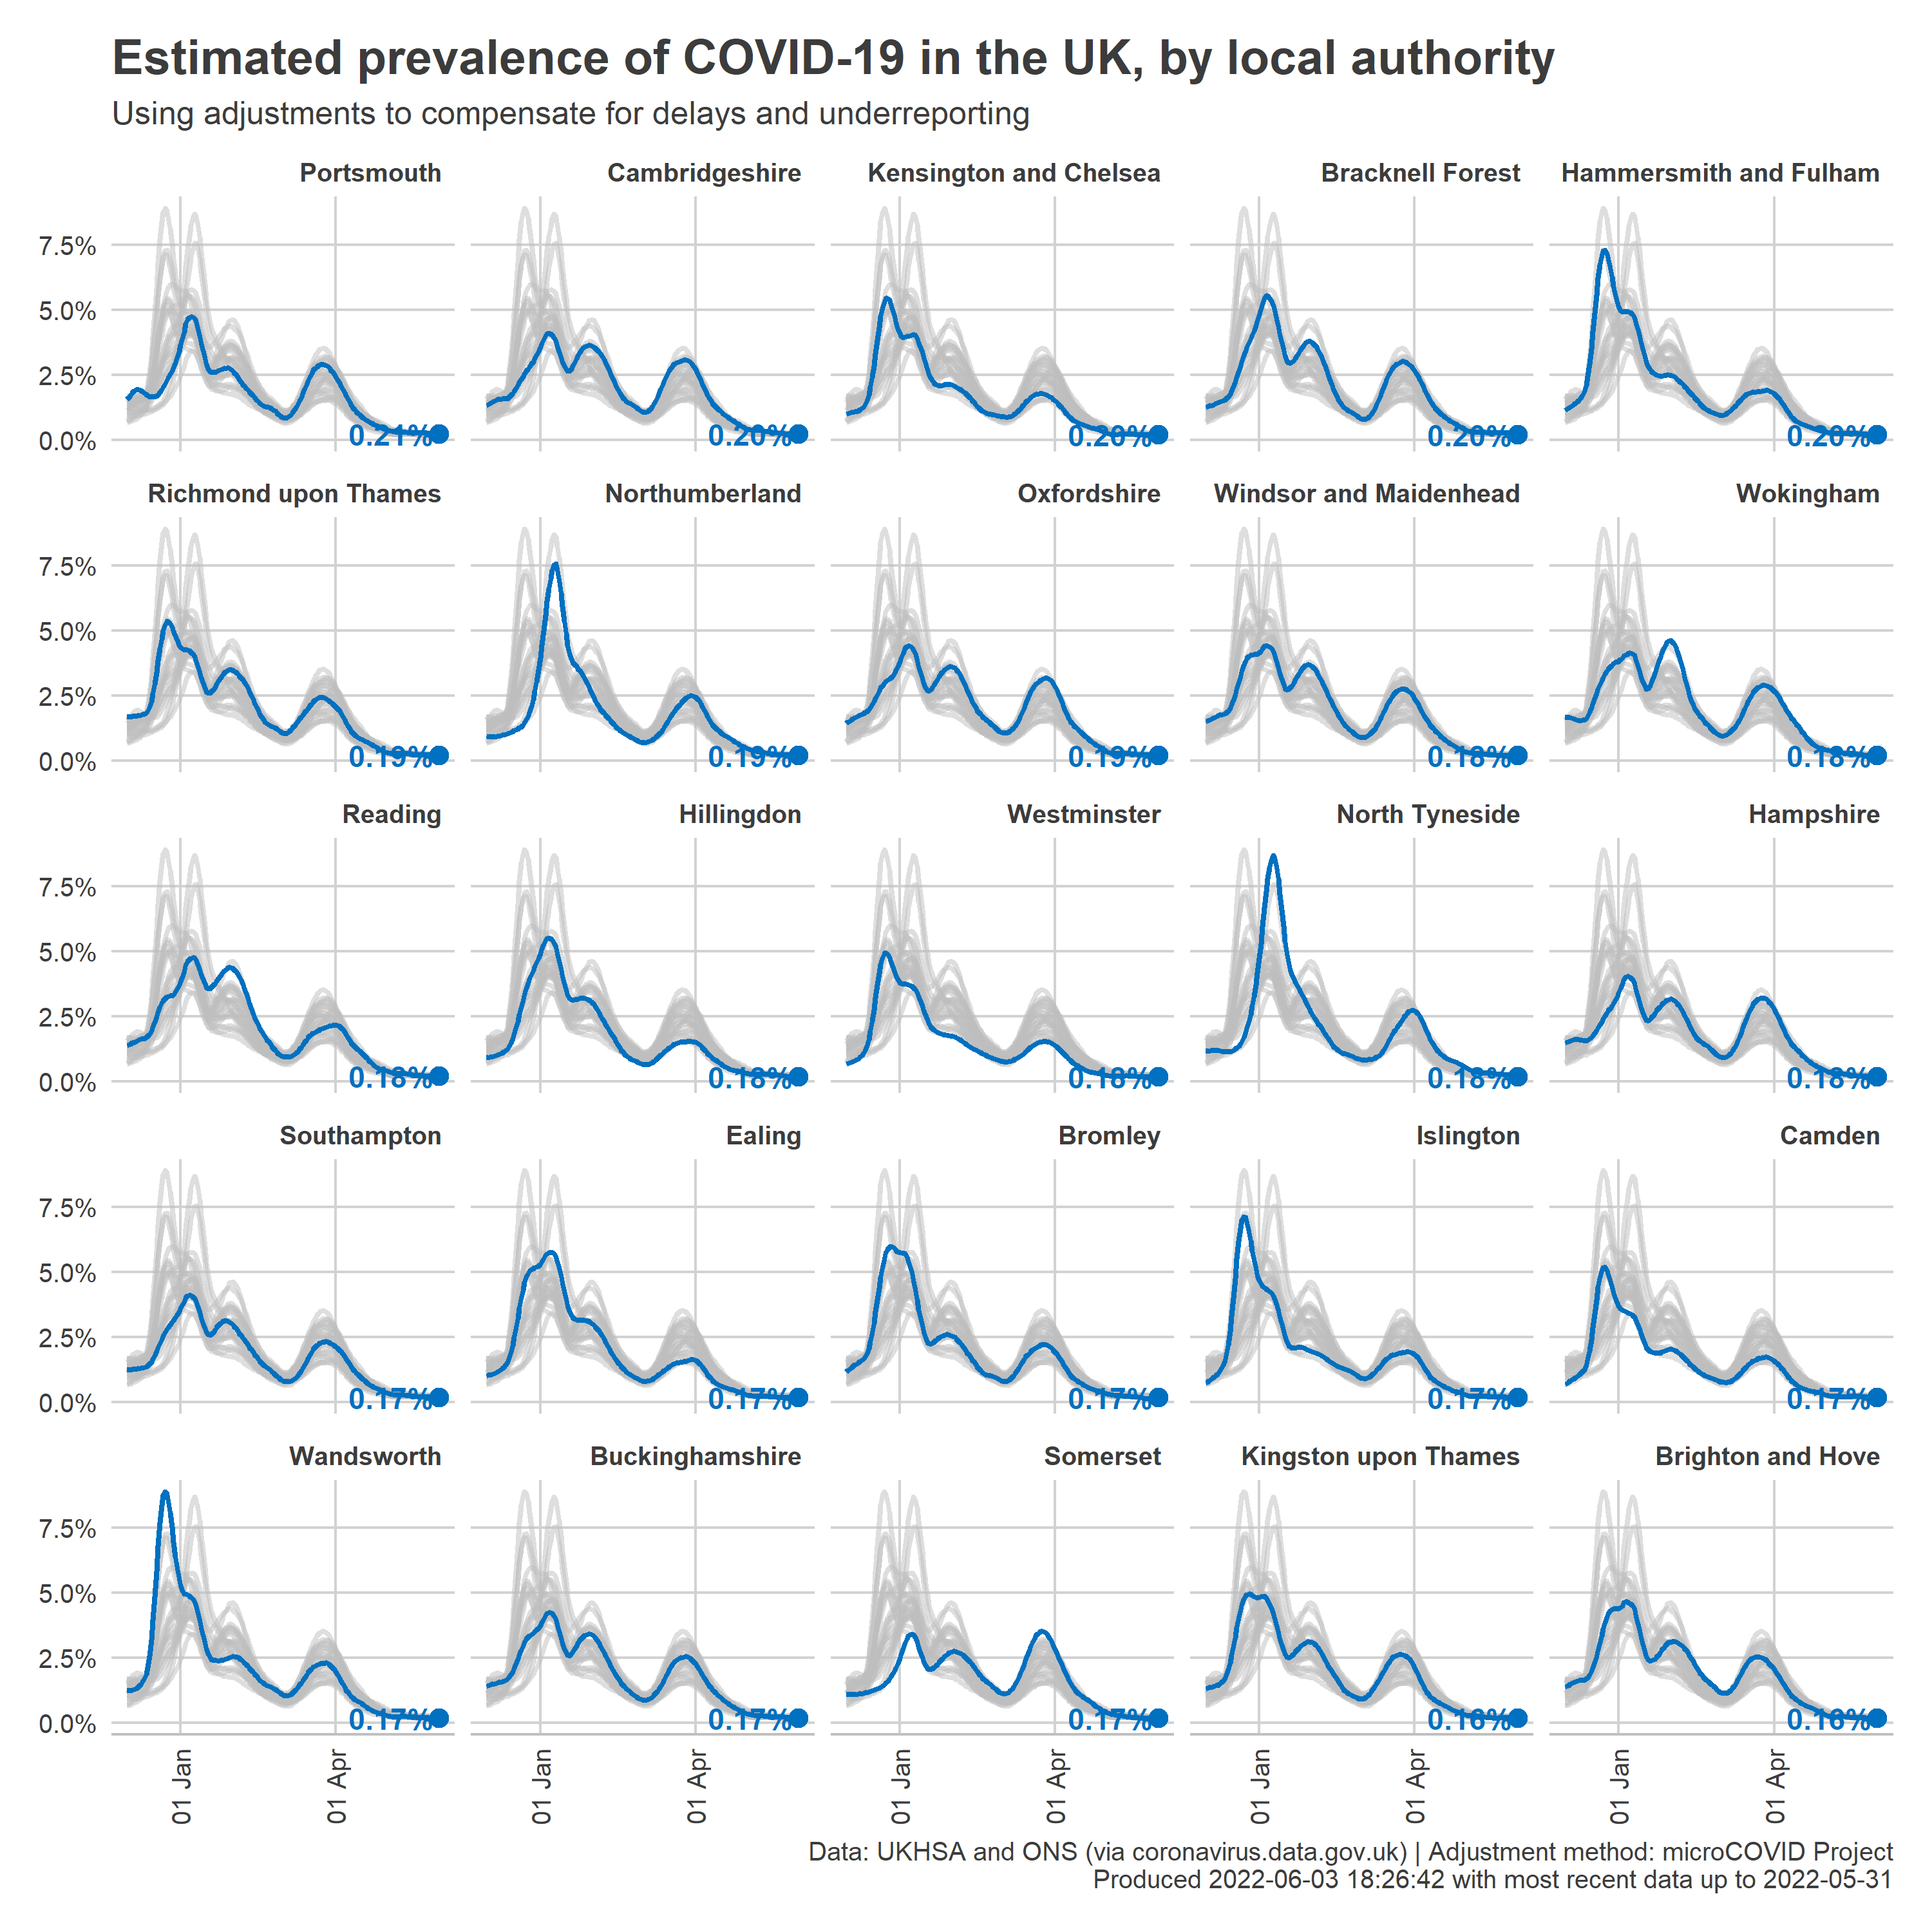 Estimated prevalence of COVID-19 in the UK, by local authority
Using adjustments to compensate for delays and underreporting
Portsmouth Cambridgeshire Kensington and Chelsea Bracknell Forest Hammersmith and Fulham
7.5%
5.0%
2.5%
0.0%
0.21% 0.20% 0.20% 0.20% 0.20%
Richmond upon Thames Northumberland Oxfordshire Windsor and Maidenhead Wokingham
7.5%
5.0%
2.5%
0.0%
0.19% 0.19% 0.19% 0.18% 0.18%
Reading Hillingdon Westminster North Tyneside Hampshire
7.5%
5.0%
2.5%
0.0%
0.18% 0.18% 0.18% 0.18% 0.18%
Southampton Ealing Bromley Islington Camden
7.5%
5.0%
2.5%
0.0%
0.17% 0.17% 0.17% 0.17% 0.17%
Wandsworth Buckinghamshire Somerset Kingston upon Thames Brighton and Hove
7.5%
5.0%
2.5%
0.0%
0.17% 0.17% 0.17% 0.16% 0.16%
01 Jan 01 Apr 01 Jan 01 Apr 01 Jan 01 Apr 01 Jan 01 Apr 01 Jan 01 Apr
Data: UKHSA and ONS (via coronavirus.data.gov.uk) | Adjustment method: microCOVID Project
Produced 2022-06-03 18:26:42 with most recent data up to 2022-05-31